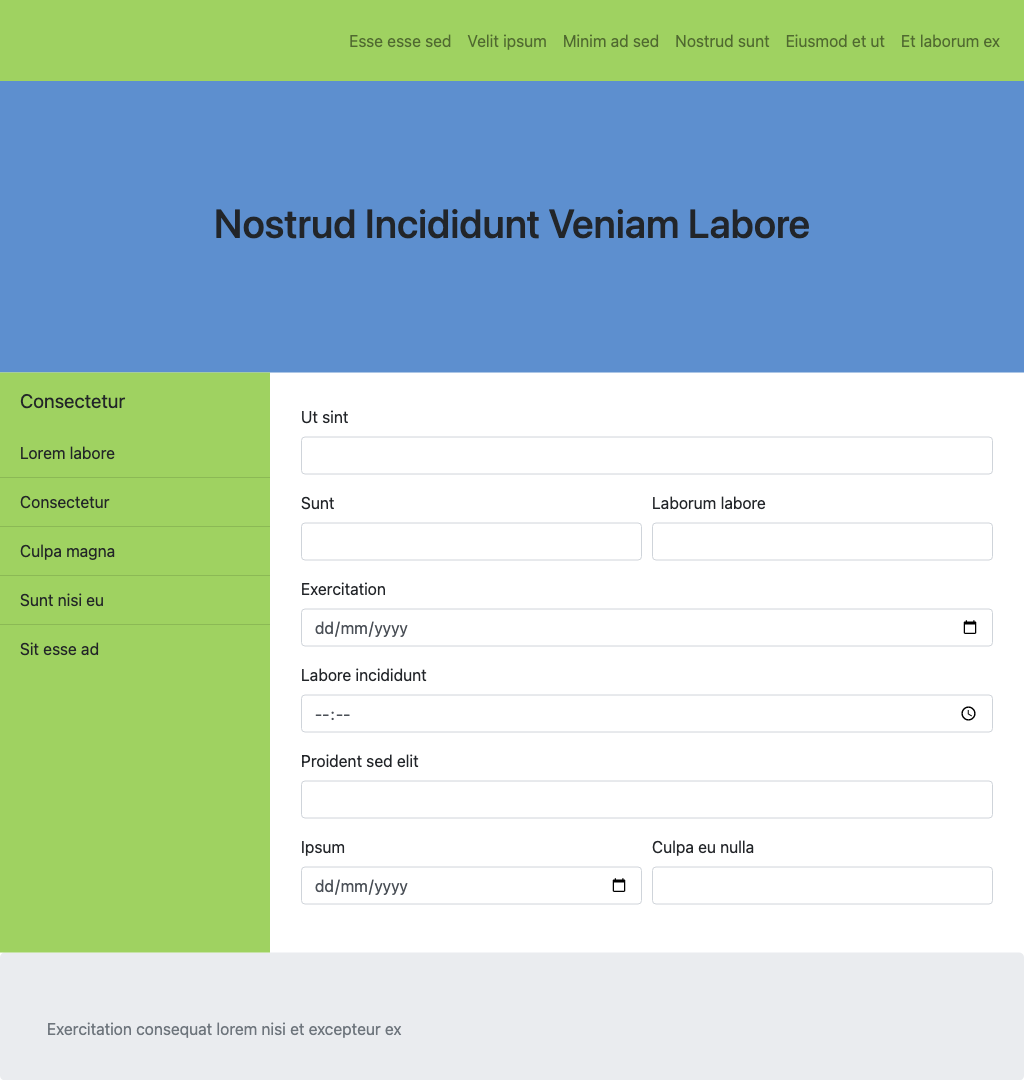 Esse esse sed Velit ipsum Minim ad sed Nostrud sunt Eiusmod et ut Et laborum ex
Nostrud Incididunt Veniam Labore
Consectetur
Lorem labore
Consectetur
Culpa magna
Sunt nisi eu
Sit esse ad
Ut sint
Sunt Laborum labore
Exercitation
dd/mm/yyyy
Labore incididunt
--:--
Proident sed elit
Ipsum Culpa eu nulla
dd/mm/yyyy
Exercitation consequat lorem nisi et excepteur ex